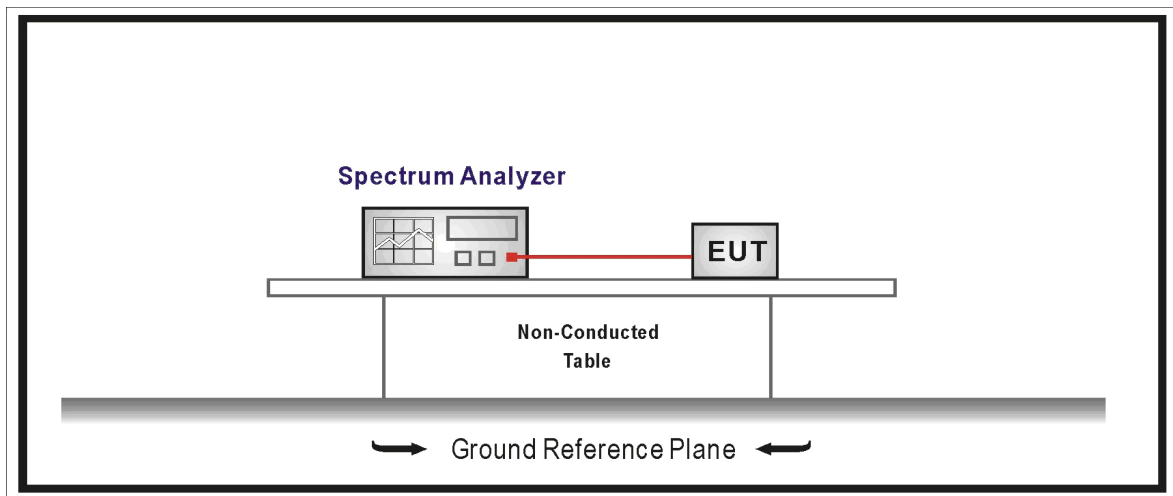 Spectrum Analyzer
EUT
Non-Conducted
Table
Ground Reference Plane